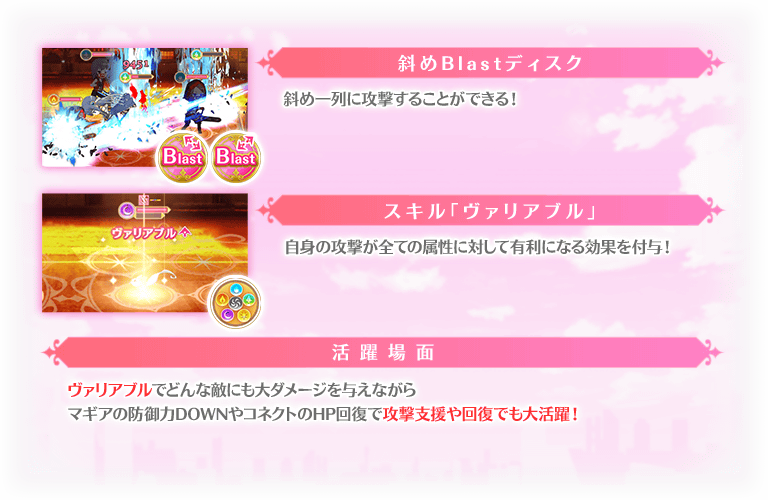 斜めBlastディスク
斜め一列に攻撃することができる！
9451
Blast
Blast
スキル「ヴァリアブル」
自身の攻撃が全ての属性に対して有利になる効果を付与！
ヴァリアブル
活躍場面
ヴァリアブルでどんな敵にも大ダメージを与えながら
マギアの防御力DOWNやコネクトのHP回復で攻撃支援や回復でも大活躍！